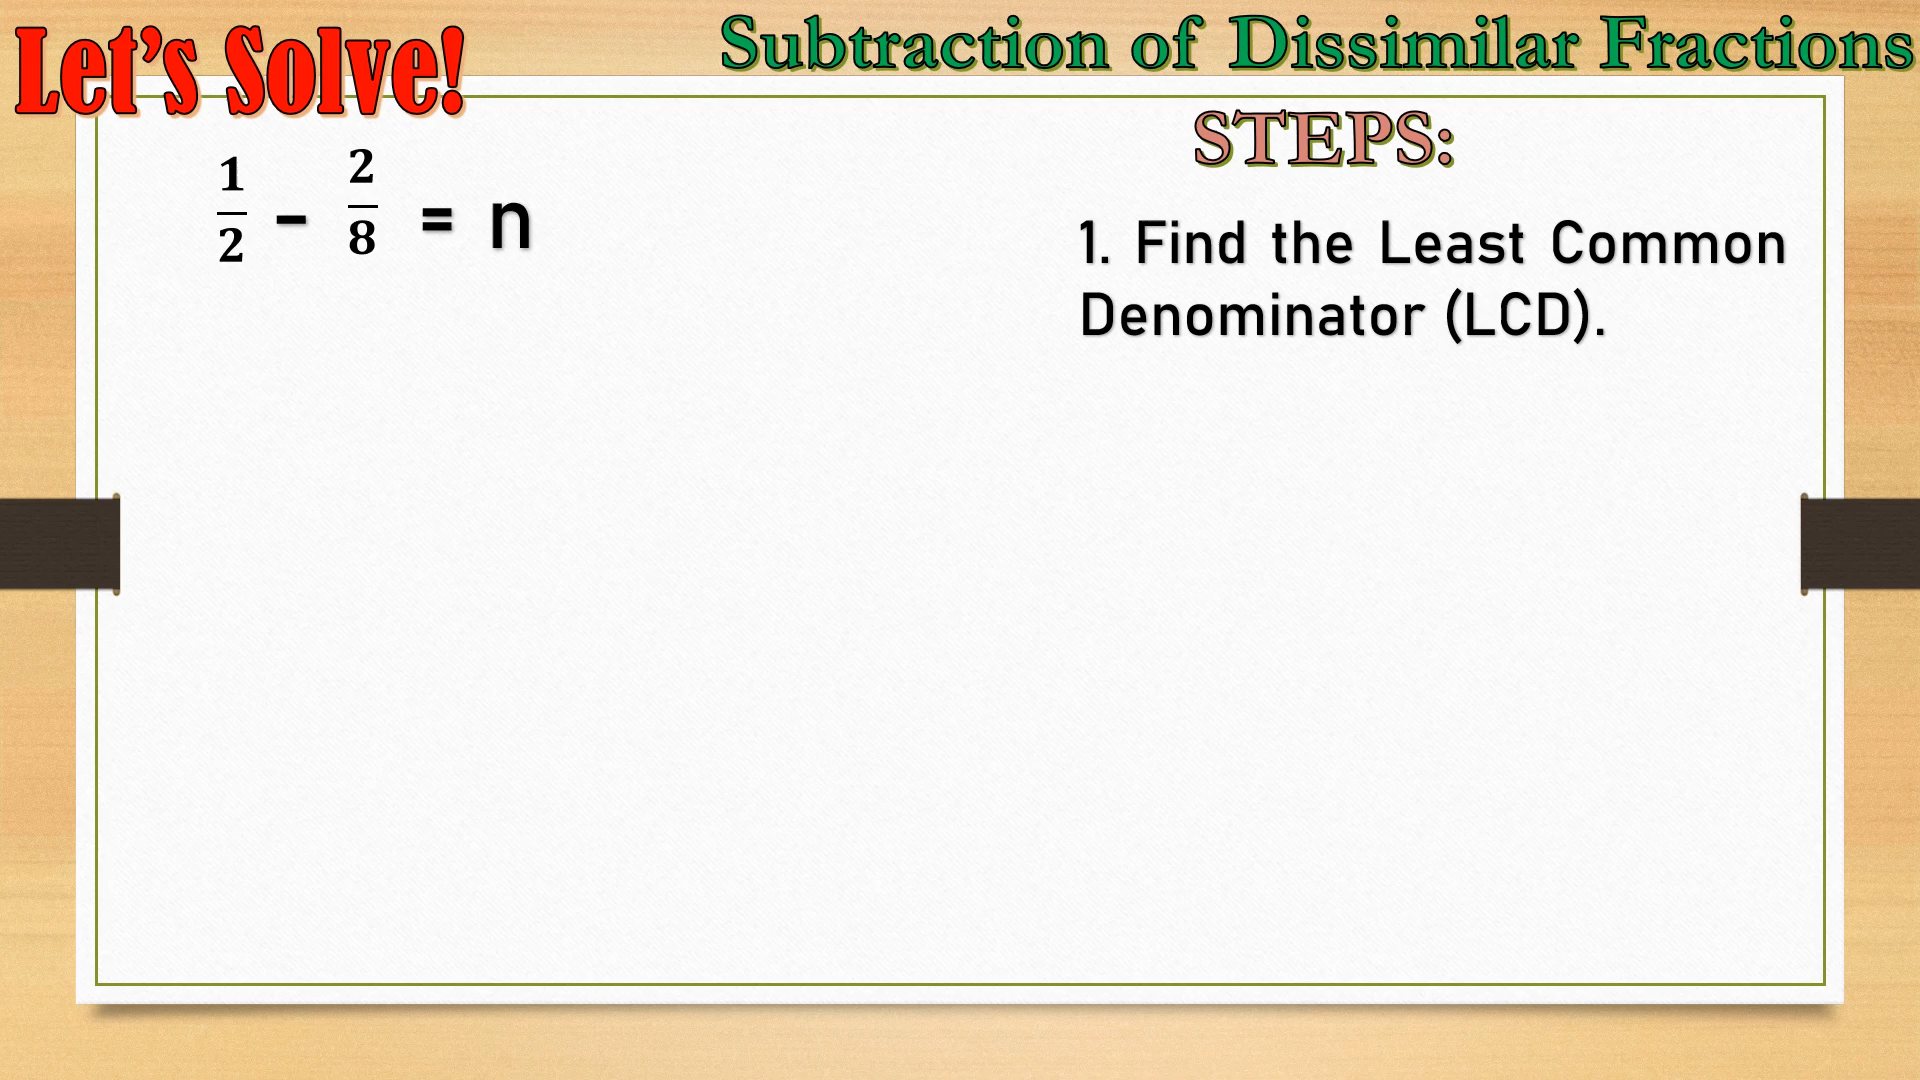 Let's Solve!
Subtraction of Dissimilar Fractions
STEPS:
1/2 - 2/8 = n
1. Find the Least Common
Denominator (LCD).